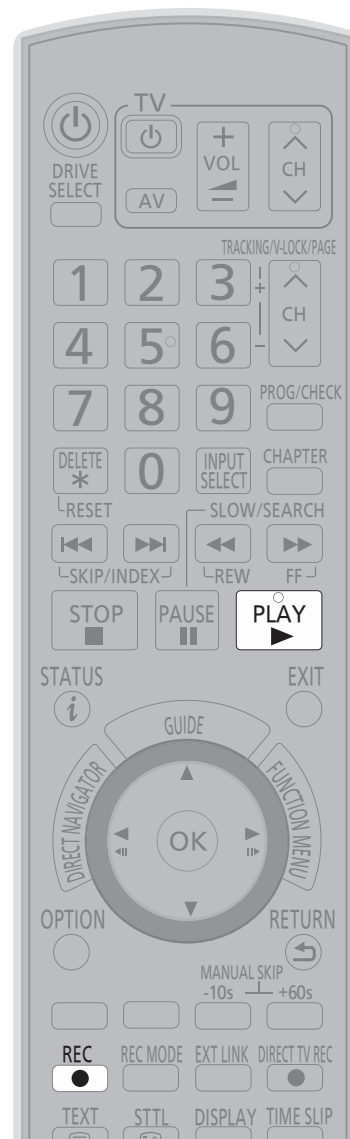 TV
DRIVE
SELECT
AV
+
VOL
−
CH
TRACKING/V-LOCK/PAGE
1 2 3
+
CH
4 5 6
−
7 8 9
PROG/CHECK
DELETE
*
0
INPUT
SELECT
CHAPTER
RESET
SLOW/SEARCH
SKIP/INDEX
REW
FF
STOP
PAUSE
PLAY
STATUS
i
EXIT
GUIDE
DIRECT NAVIGATOR
FUNCTION MENU
OK
OPTION
RETURN
MANUAL SKIP
-10s +60s
REC
REC MODE
EXT LINK
DIRECT TV REC
TEXT
STTL
DISPLAY
TIME SLIP